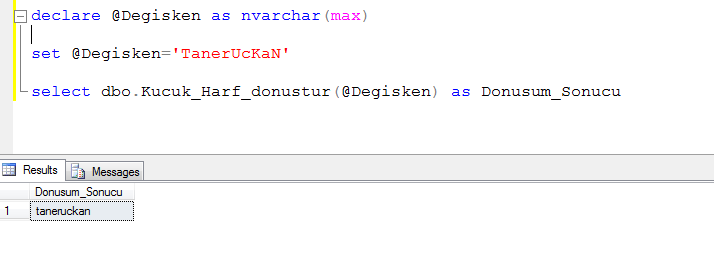 declare @Degisken as nvarchar(max)
set @Degisken='TanerUcKaN'
select dbo.Kucuk_Harf_donustur(@Degisken) as Donusum_Sonucu
Results Messages
Donusum_Sonucu
1 taneruckan